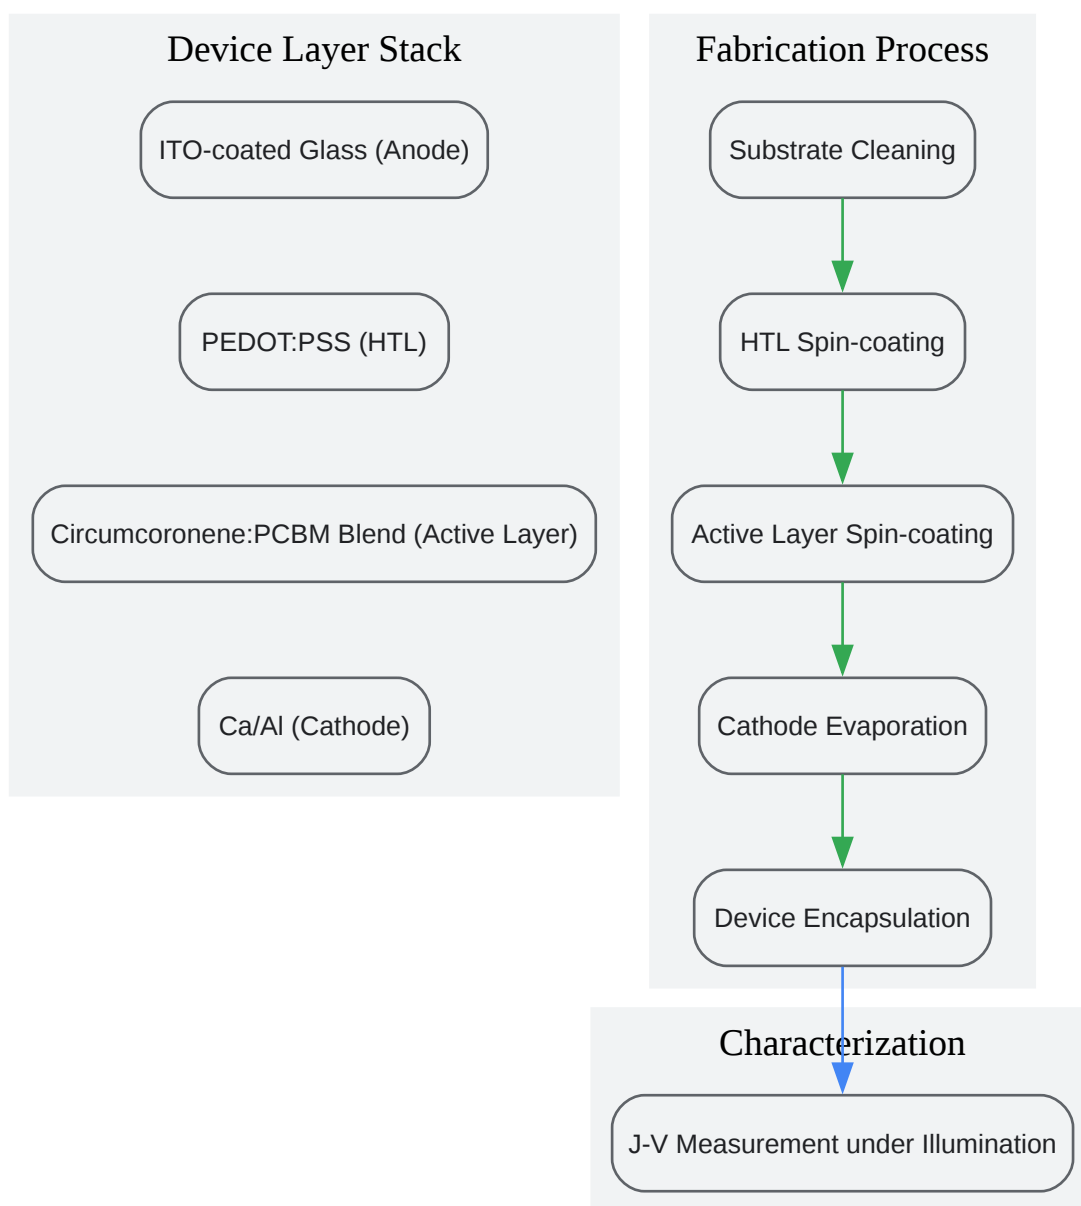 Device Layer Stack
ITO-coated Glass (Anode)
PEDOT:PSS (HTL)
Circumcoronene:PCBM Blend (Active Layer)
Ca/Al (Cathode)
Fabrication Process
Substrate Cleaning
HTL Spin-coating
Active Layer Spin-coating
Cathode Evaporation
Device Encapsulation
Characterization
J-V Measurement under Illumination